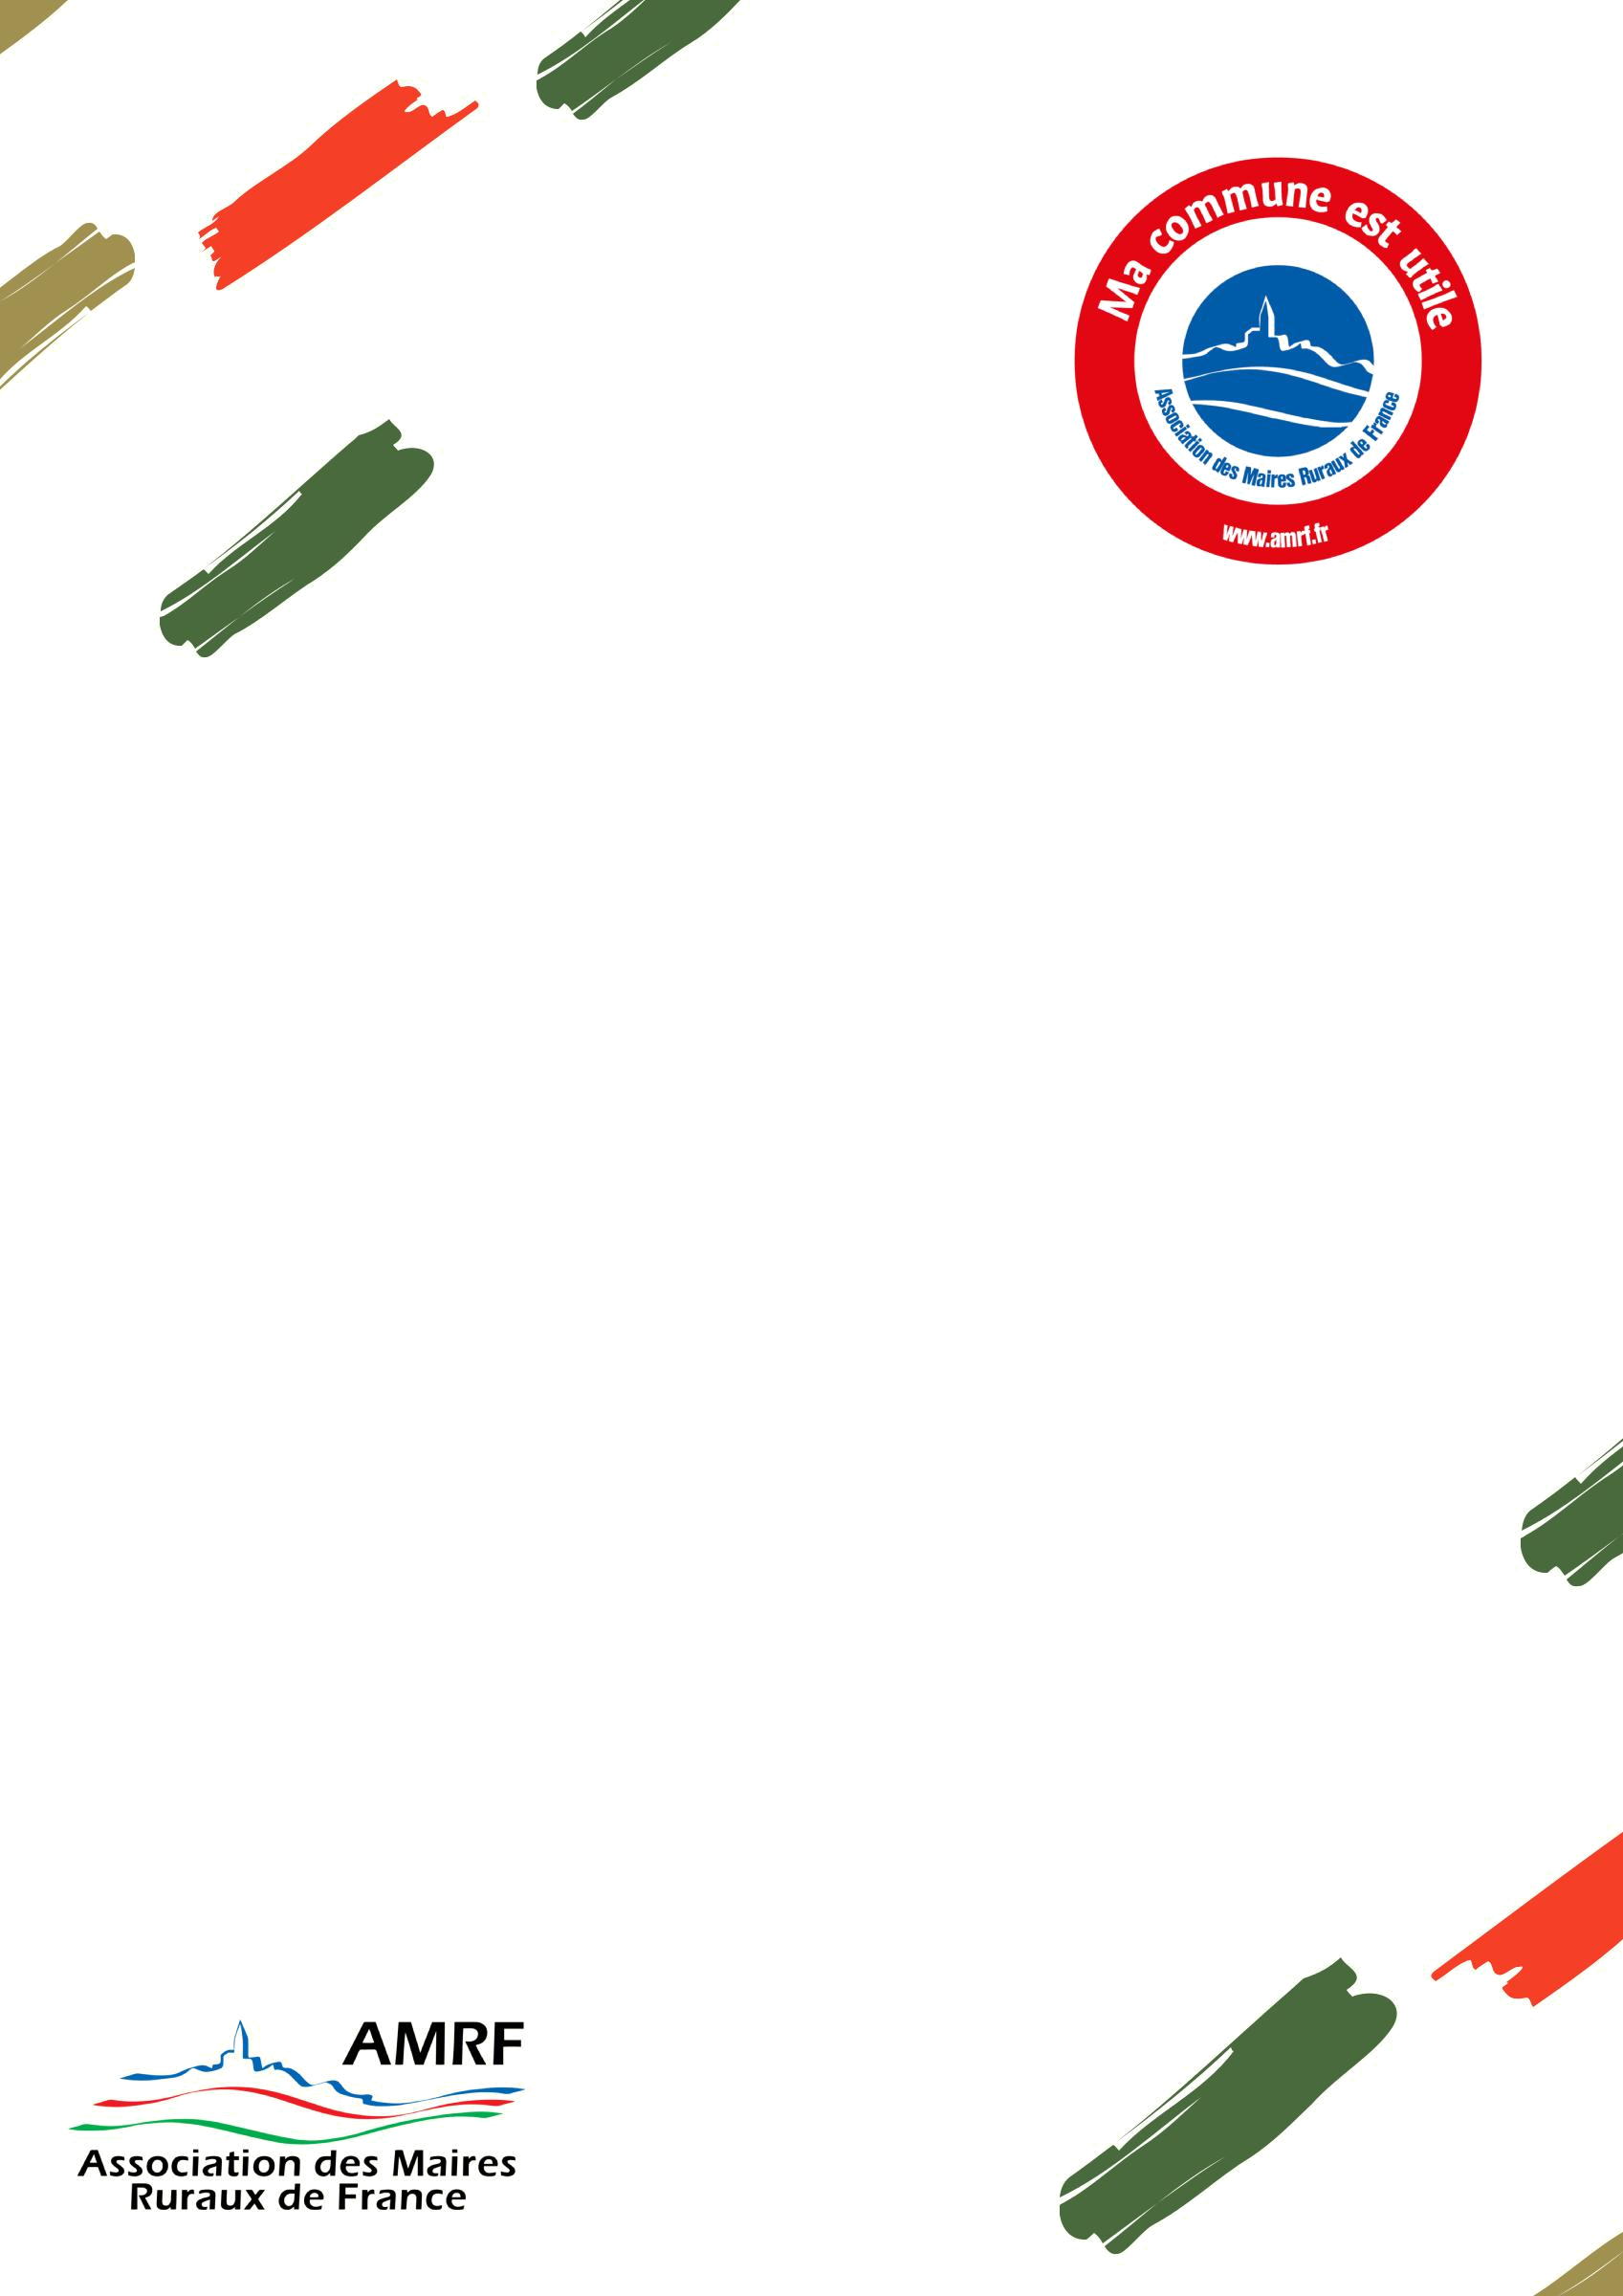 Ma commune est utile
Association des Maires Ruraux de France
www.amrf.fr
AMRF
Association des Maires
Ruraux de France